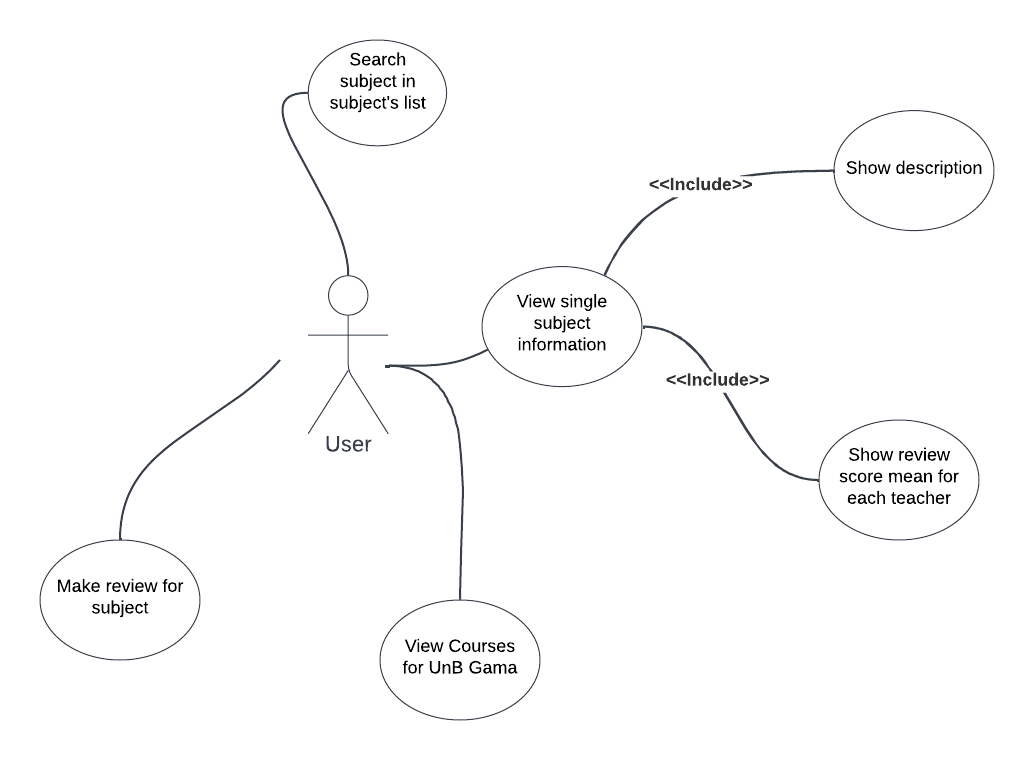 Search
subject in
subject's list
Show description
<<Include>>
View single
subject
information
<<Include>>
User
Show review
score mean for
each teacher
Make review for
subject
View Courses
for UnB Gama